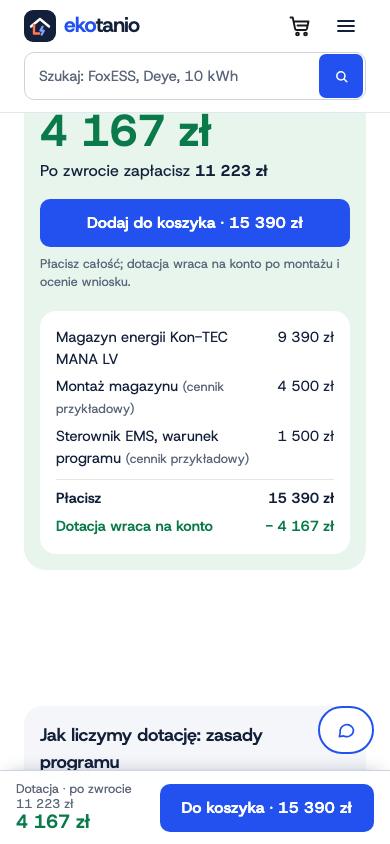 ekotanio
Szukaj: FoxESS, Deye, 10 kWh
4 167 zł
Po zwrocie zapłacisz 11 223 zł
Dodaj do koszyka · 15 390 zł
Płacisz całość; dotacja wraca na konto po montażu i
ocenie wniosku.
Magazyn energii Kon-TEC 9 390 zł
MANA LV
Montaż magazynu (cennik 4 500 zł
przykładowy)
Sterownik EMS, warunek 1 500 zł
programu (cennik przykładowy)
Płacisz 15 390 zł
Dotacja wraca na konto − 4 167 zł
Jak liczymy dotację: zasady
programu
Dotacja · po zwrocie
11 223 zł
4 167 zł
Do koszyka · 15 390 zł